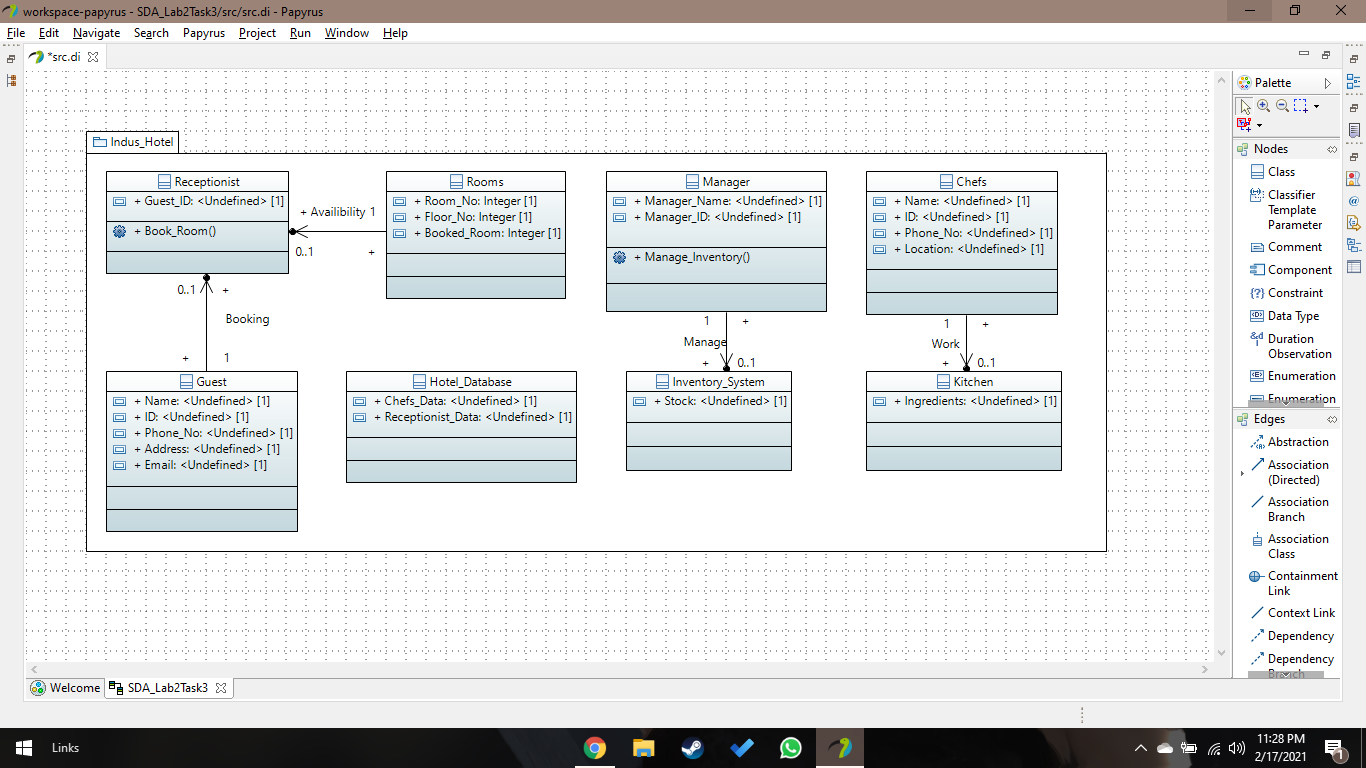 workspace-papyrus - SDA_Lab2Task3/src/src.di - Papyrus
File Edit Navigate Search Papyrus Project Run Window Help
*src.di
Indus_Hotel
Receptionist
+ Guest_ID: <Undefined> [1]
+ Book_Room()
+ Availibility 1
0..1
+
Rooms
+ Room_No: Integer [1]
+ Floor_No: Integer [1]
+ Booked_Room: Integer [1]
Manager
+ Manager_Name: <Undefined> [1]
+ Manager_ID: <Undefined> [1]
+ Manage_Inventory()
Chefs
+ Name: <Undefined> [1]
+ ID: <Undefined> [1]
+ Phone_No: <Undefined> [1]
+ Location: <Undefined> [1]
0..1 +
Booking
+ 1
1 +
Manage
+ 0..1
1 +
Work
+ 0..1
Guest
+ Name: <Undefined> [1]
+ ID: <Undefined> [1]
+ Phone_No: <Undefined> [1]
+ Address: <Undefined> [1]
+ Email: <Undefined> [1]
Hotel_Database
+ Chefs_Data: <Undefined> [1]
+ Receptionist_Data: <Undefined> [1]
Inventory_System
+ Stock: <Undefined> [1]
Kitchen
+ Ingredients: <Undefined> [1]
Palette
Nodes
Class
Classifier
Template
Parameter
Comment
Component
Constraint
Data Type
Duration
Observation
Enumeration
Enumeration
Edges
Abstraction
Association
(Directed)
Association
Branch
Association
Class
Containment
Link
Context Link
Dependency
Dependency
Branch
Welcome
SDA_Lab2Task3
Links
11:28 PM
2/17/2021
1